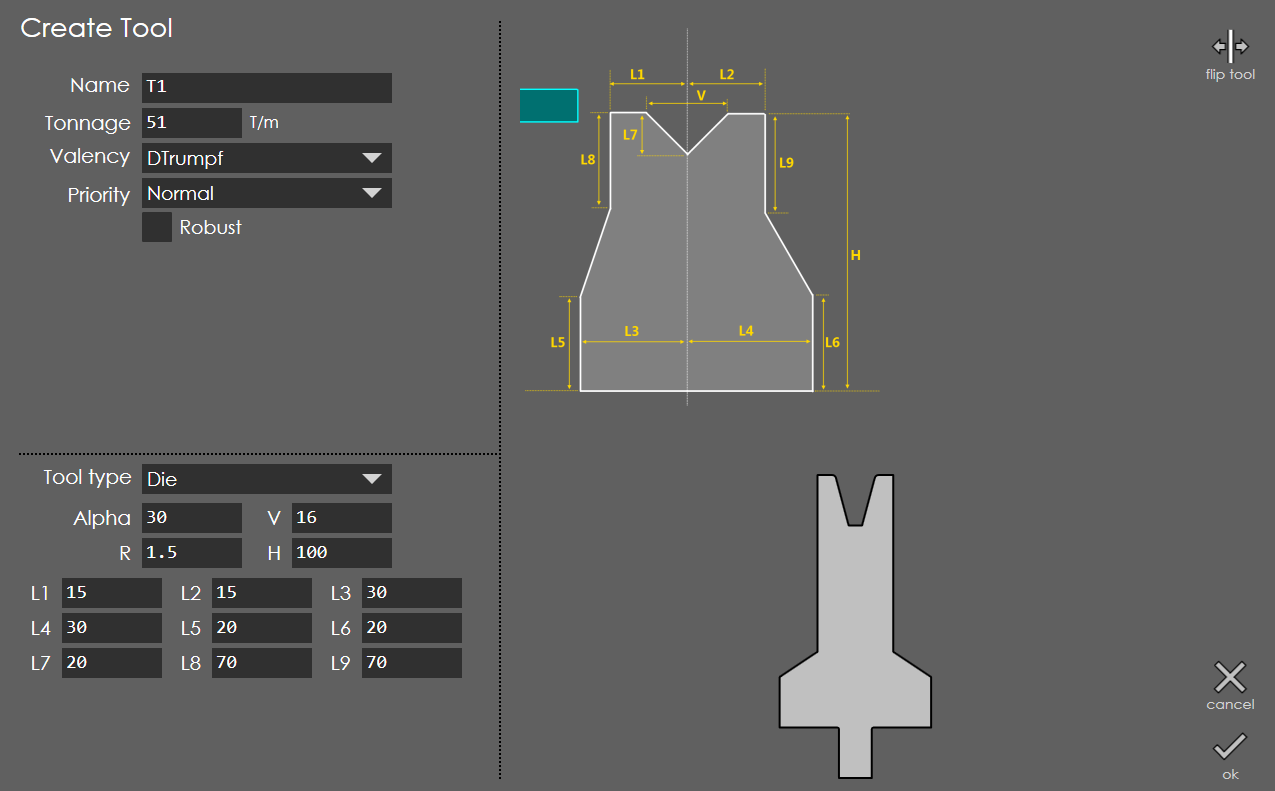 Create Tool
Name T1
Tonnage 51 T/m
Valency DTrumpf
Priority Normal
Robust
Tool type Die
Alpha 30 V 16
R 1.5 H 100
L1 15 L2 15 L3 30
L4 30 L5 20 L6 20
L7 20 L8 70 L9 70
L1 L2
V
L7
L8 L9
H
L3 L4
L5 L6
flip tool
cancel
ok